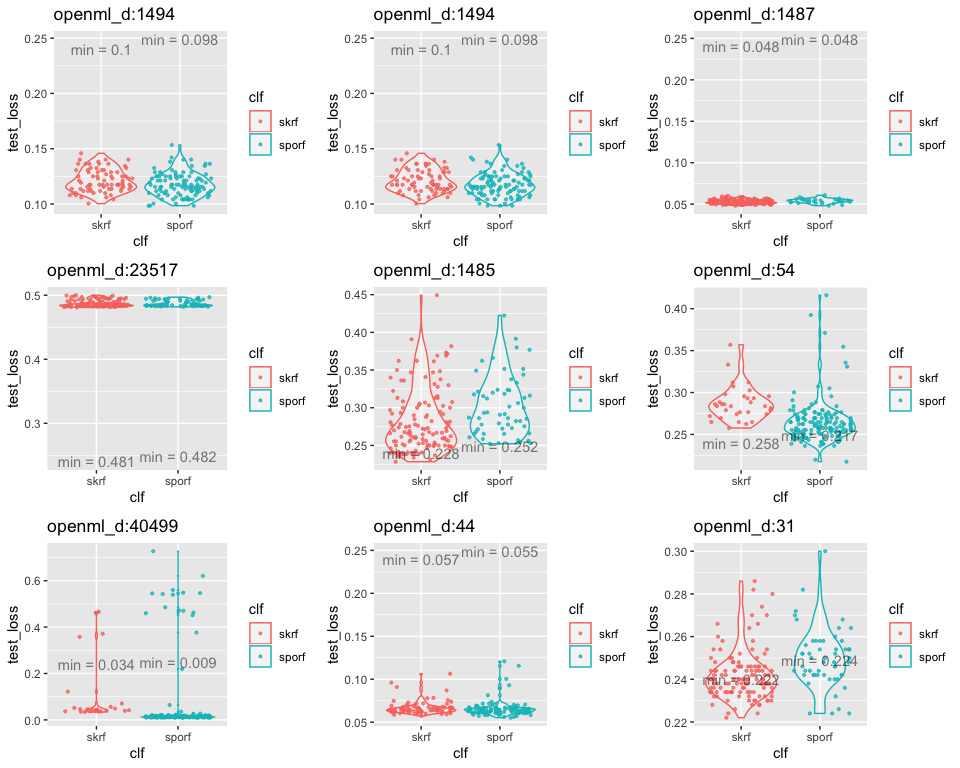 openml_d:1494
test_loss
0.25
0.20
0.15
0.10
min = 0.1
min = 0.098
skrf
sporf
clf
clf
skrf
sporf
openml_d:1494
test_loss
0.25
0.20
0.15
0.10
min = 0.1
min = 0.098
skrf
sporf
clf
clf
skrf
sporf
openml_d:1487
test_loss
0.25
0.20
0.15
0.10
0.05
min = 0.048
min = 0.048
skrf
sporf
clf
clf
skrf
sporf
openml_d:23517
test_loss
0.5
0.4
0.3
min = 0.481
min = 0.482
skrf
sporf
clf
clf
skrf
sporf
openml_d:1485
test_loss
0.45
0.40
0.35
0.30
0.25
min = 0.228
min = 0.252
skrf
sporf
clf
clf
skrf
sporf
openml_d:54
test_loss
0.40
0.35
0.30
0.25
min = 0.258
min = 0.217
skrf
sporf
clf
clf
skrf
sporf
openml_d:40499
test_loss
0.6
0.4
0.2
0.0
min = 0.034
min = 0.009
skrf
sporf
clf
clf
skrf
sporf
openml_d:44
test_loss
0.25
0.20
0.15
0.10
0.05
min = 0.057
min = 0.055
skrf
sporf
clf
clf
skrf
sporf
openml_d:31
test_loss
0.30
0.28
0.26
0.24
0.22
min = 0.222
min = 0.224
skrf
sporf
clf
clf
skrf
sporf